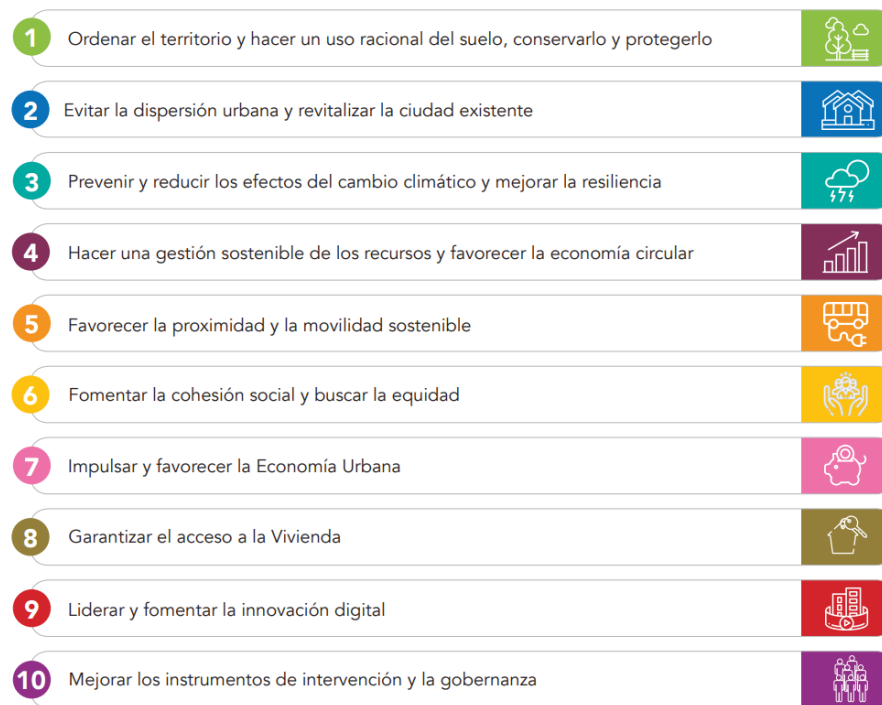 1 Ordenar el territorio y hacer un uso racional del suelo, conservarlo y protegerlo
2 Evitar la dispersión urbana y revitalizar la ciudad existente
3 Prevenir y reducir los efectos del cambio climático y mejorar la resiliencia
4 Hacer una gestión sostenible de los recursos y favorecer la economía circular
5 Favorecer la proximidad y la movilidad sostenible
6 Fomentar la cohesión social y buscar la equidad
7 Impulsar y favorecer la Economía Urbana
8 Garantizar el acceso a la Vivienda
9 Liderar y fomentar la innovación digital
10 Mejorar los instrumentos de intervención y la gobernanza